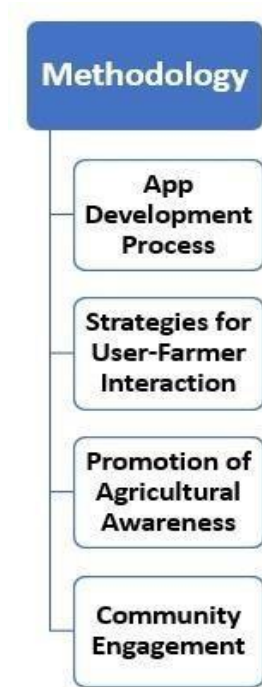 Methodology
App
Development
Process
Strategies for
User-Farmer
Interaction
Promotion of
Agricultural
Awareness
Community
Engagement